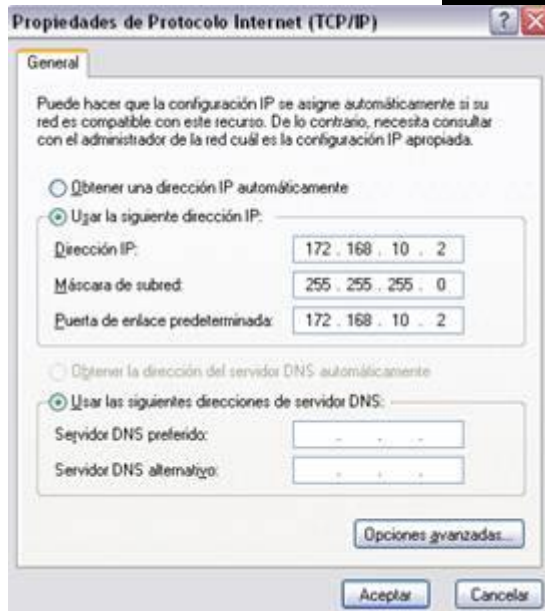 Propiedades de Protocolo Internet (TCP/IP)
General
Puede hacer que la configuración IP se asigne automáticamente si su
red es compatible con este recurso. De lo contrario, necesita consultar
con el administrador de la red cuál es la configuración IP apropiada.
Obtener una dirección IP automáticamente
Usar la siguiente dirección IP:
Dirección IP: 172 . 168 . 10 . 2
Máscara de subred: 255 . 255 . 255 . 0
Puerta de enlace predeterminada: 172 . 168 . 10 . 2
Obtener la dirección del servidor DNS automáticamente
Usar las siguientes direcciones de servidor DNS:
Servidor DNS preferido: . . .
Servidor DNS alternativo: . . .
Opciones avanzadas...
Aceptar Cancelar